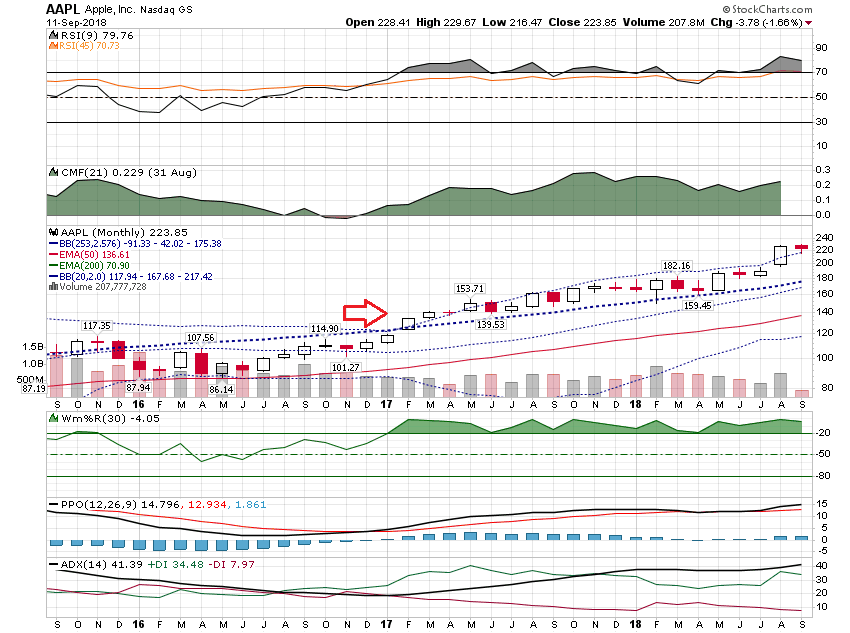 AAPL Apple, Inc. Nasdaq GS
© StockCharts.com
11-Sep-2018
Open 228.41 High 229.67 Low 216.47 Close 223.85 Volume 207.8M Chg -3.78 (-1.66%)
RSI(9) 79.76
RSI(45) 70.73
90
70
50
30
10
CMF(21) 0.229 (31 Aug)
0.3
0.2
0.1
0.0
AAPL (Monthly) 223.85
BB(253,2.576) -91.33 - 42.02 - 175.38
EMA(50) 136.61
EMA(200) 70.90
BB(20,2.0) 117.94 - 167.68 - 217.42
Volume 207,778,728
240
220
200
180
160
140
120
100
80
182.16
153.71
159.45
139.53
117.35
107.56
114.90
101.27
87.94
86.14
1.5B
1.0B
500M
87.19
S O N D 16 F M A M J J A S O N D 17 F M A M J J A S O N D 18 F M A M J J A S
Wm%R(30) -4.05
-20
-50
-80
PPO(12,26,9) 14.796, 12.934, 1.861
15
10
5
0
-5
ADX(14) 41.39 +DI 34.48 -DI 7.97
40
30
20
10
S O N D 16 F M A M J J A S O N D 17 F M A M J J A S O N D 18 F M A M J J A S